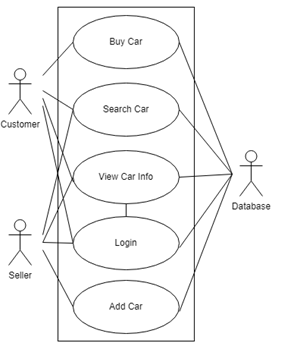 Buy Car
Search Car
Customer
View Car Info
Database
Login
Seller
Add Car